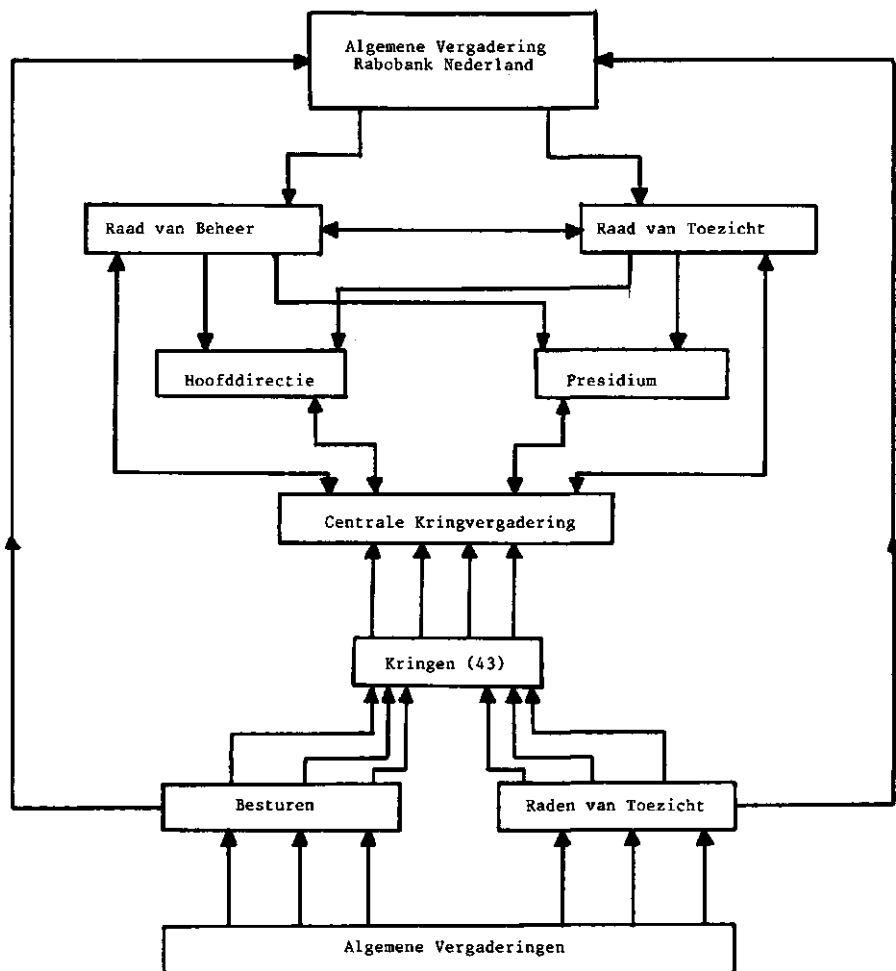 Algemene Vergadering
Rabobank Nederland
Raad van Beheer
Raad van Toezicht
Hoofddirectie
Presidium
Centrale Kringvergadering
Kringen (43)
Besturen
Raden van Toezicht
Algemene Vergaderingen